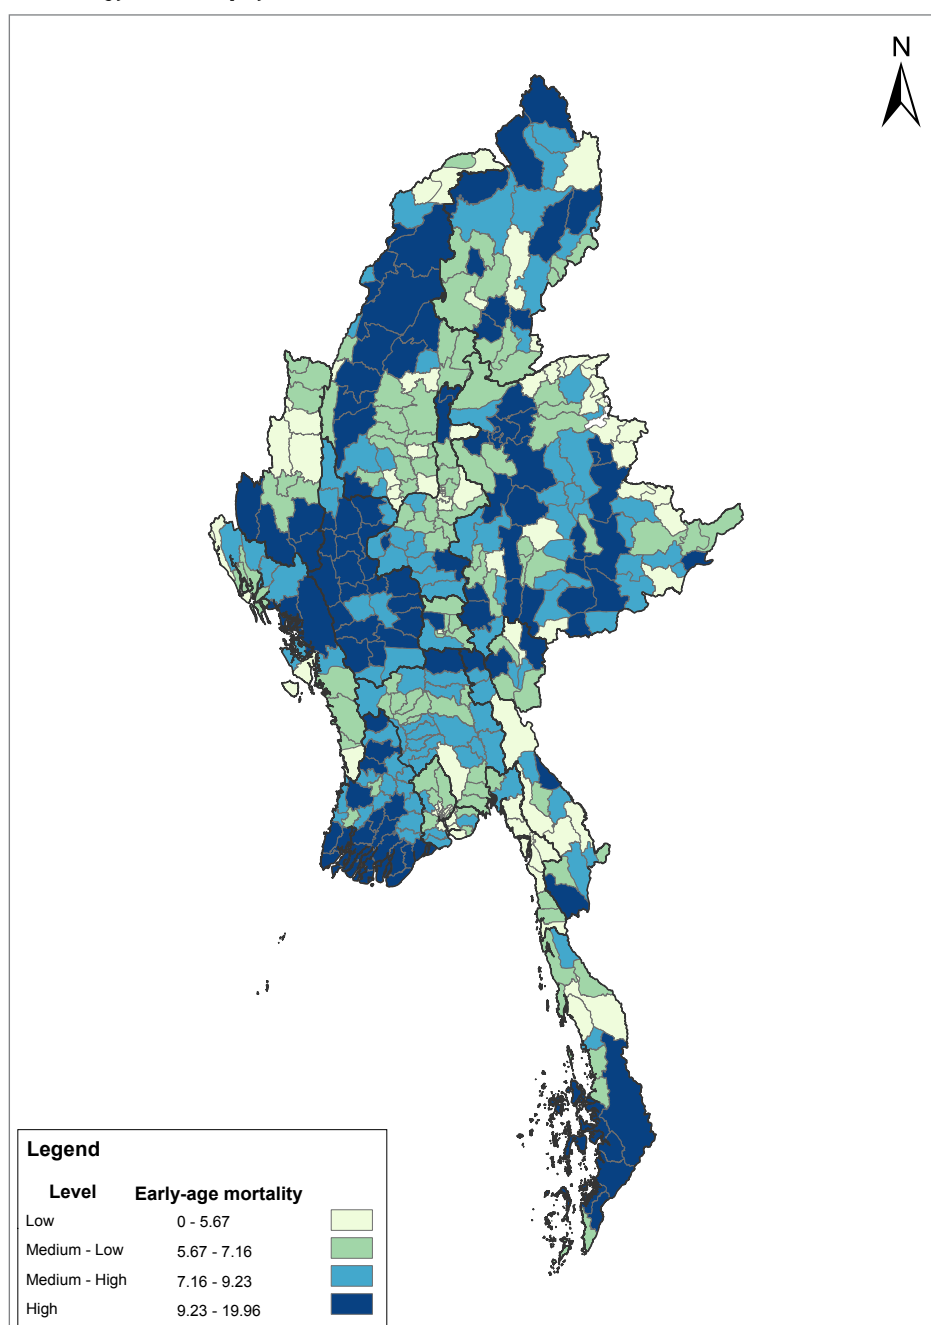 N
Legend
Level Early-age mortality
Low 0 - 5.67
Medium - Low 5.67 - 7.16
Medium - High 7.16 - 9.23
High 9.23 - 19.96